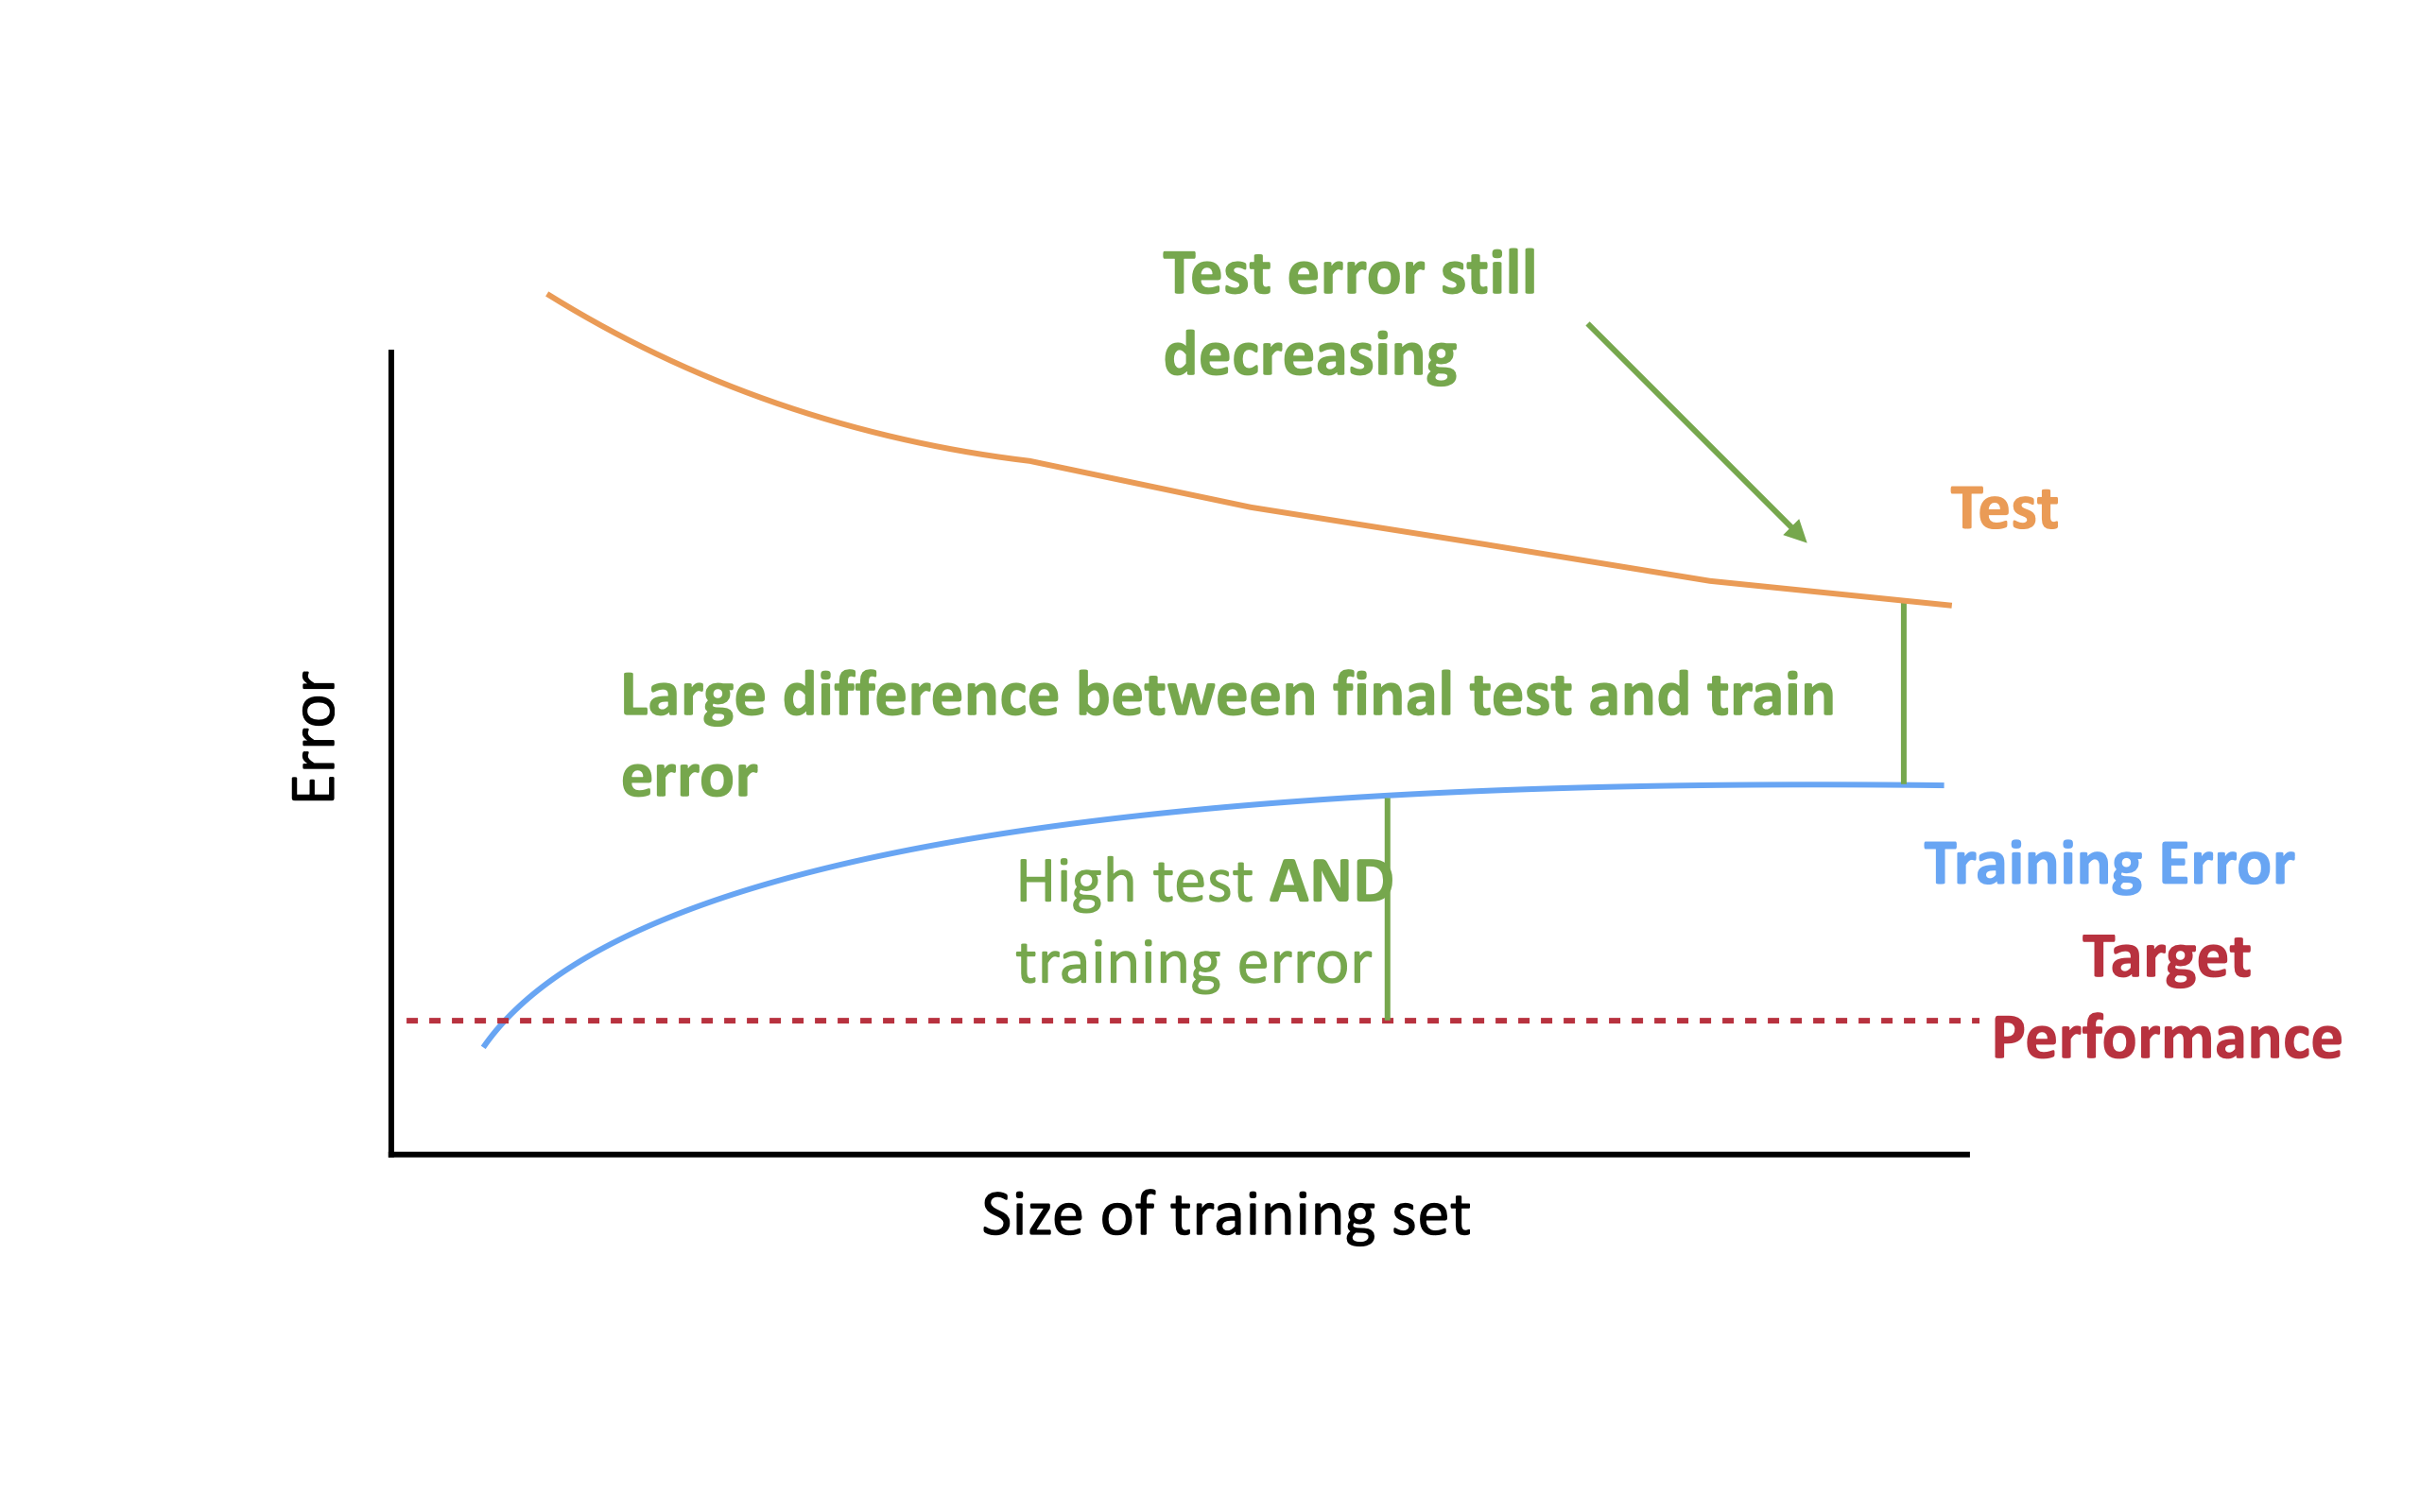 Test error still
decreasing
Test
Large difference between final test and train
error
Error
High test AND
training error
Training Error
Target
Performance
Size of training set